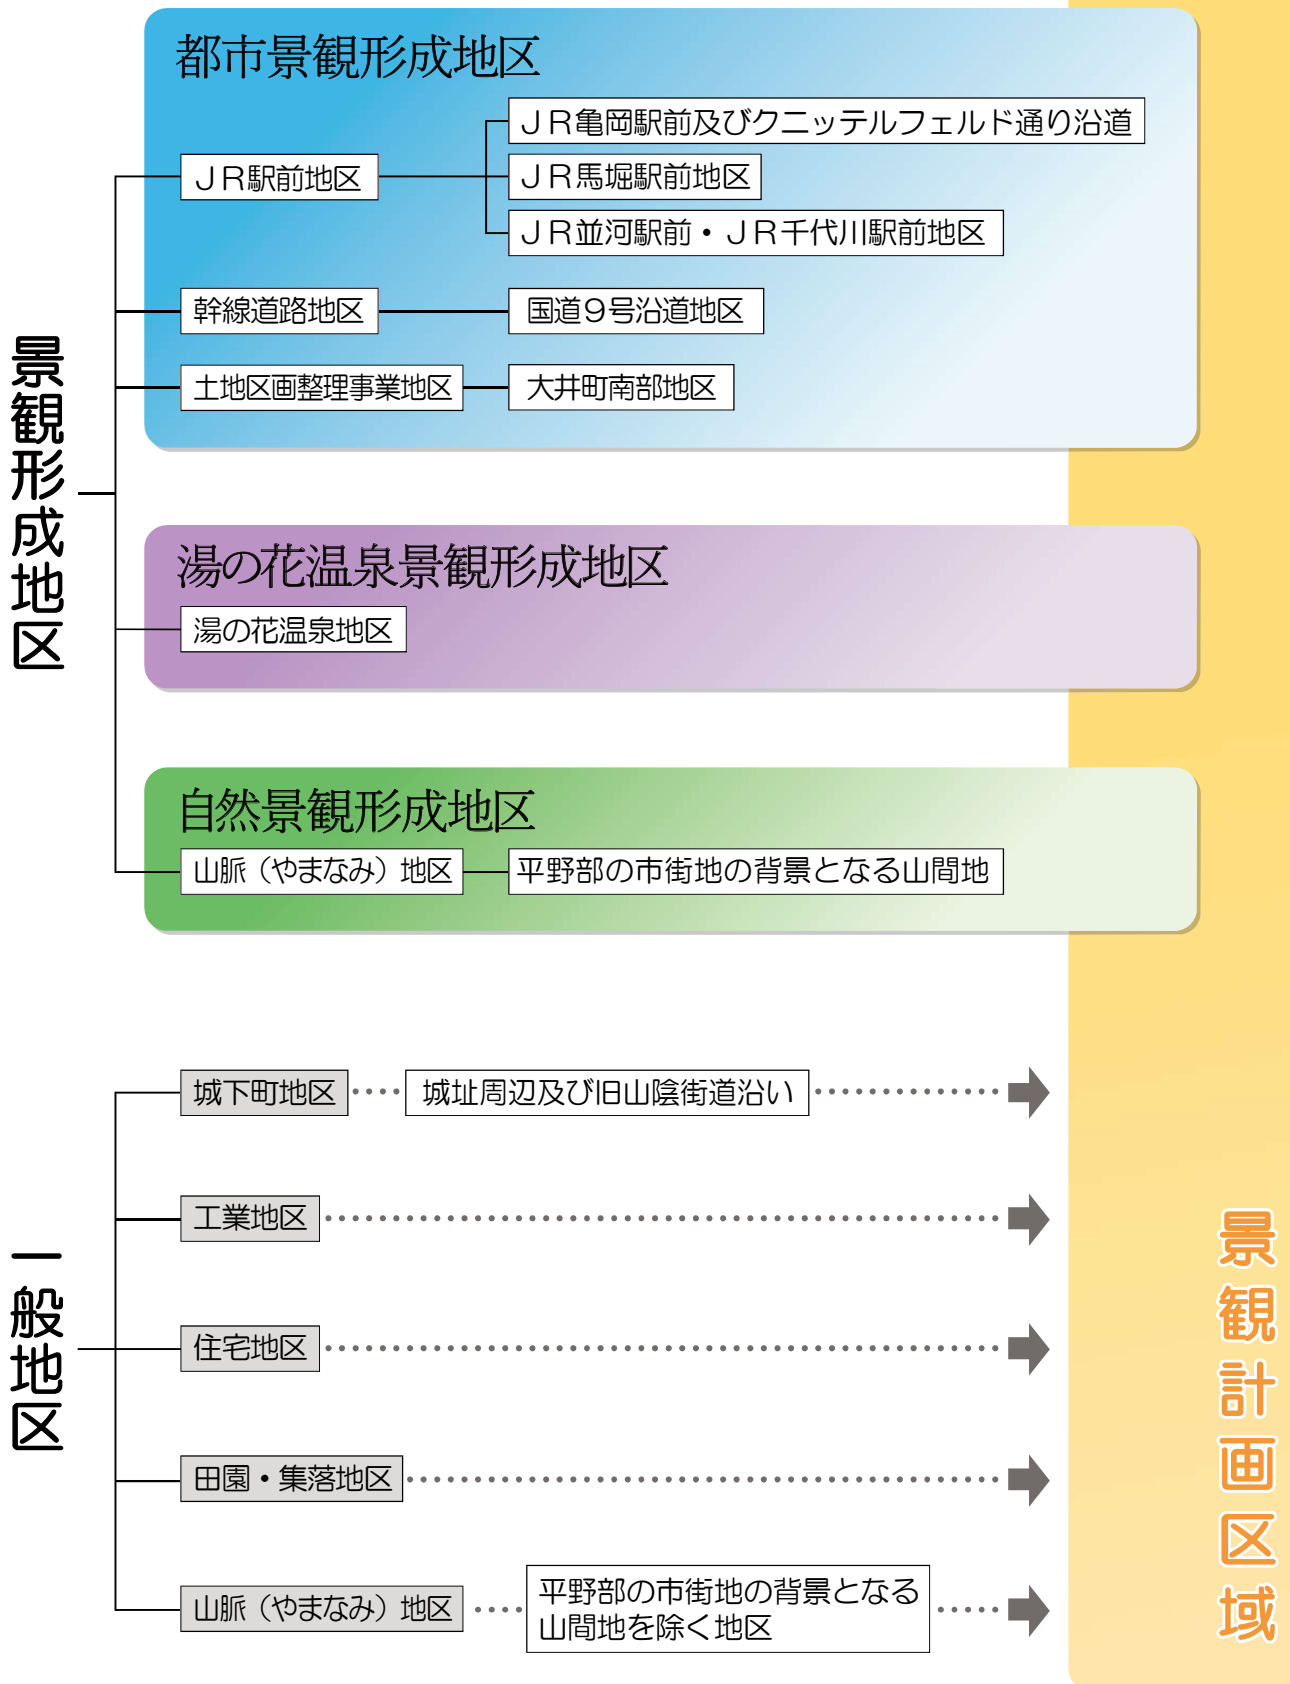 景観形成地区
都市景観形成地区
ＪＲ駅前地区
ＪＲ亀岡駅前及びクニッテルフェルド通り沿道
ＪＲ馬堀駅前地区
ＪＲ並河駅前・ＪＲ千代川駅前地区
幹線道路地区
国道９号沿道地区
土地区画整理事業地区
大井町南部地区
湯の花温泉景観形成地区
湯の花温泉地区
自然景観形成地区
山脈（やまなみ）地区
平野部の市街地の背景となる山間地
一般地区
城下町地区
城址周辺及び旧山陰街道沿い
工業地区
住宅地区
田園・集落地区
山脈（やまなみ）地区
平野部の市街地の背景となる
山間地を除く地区
景観計画区域